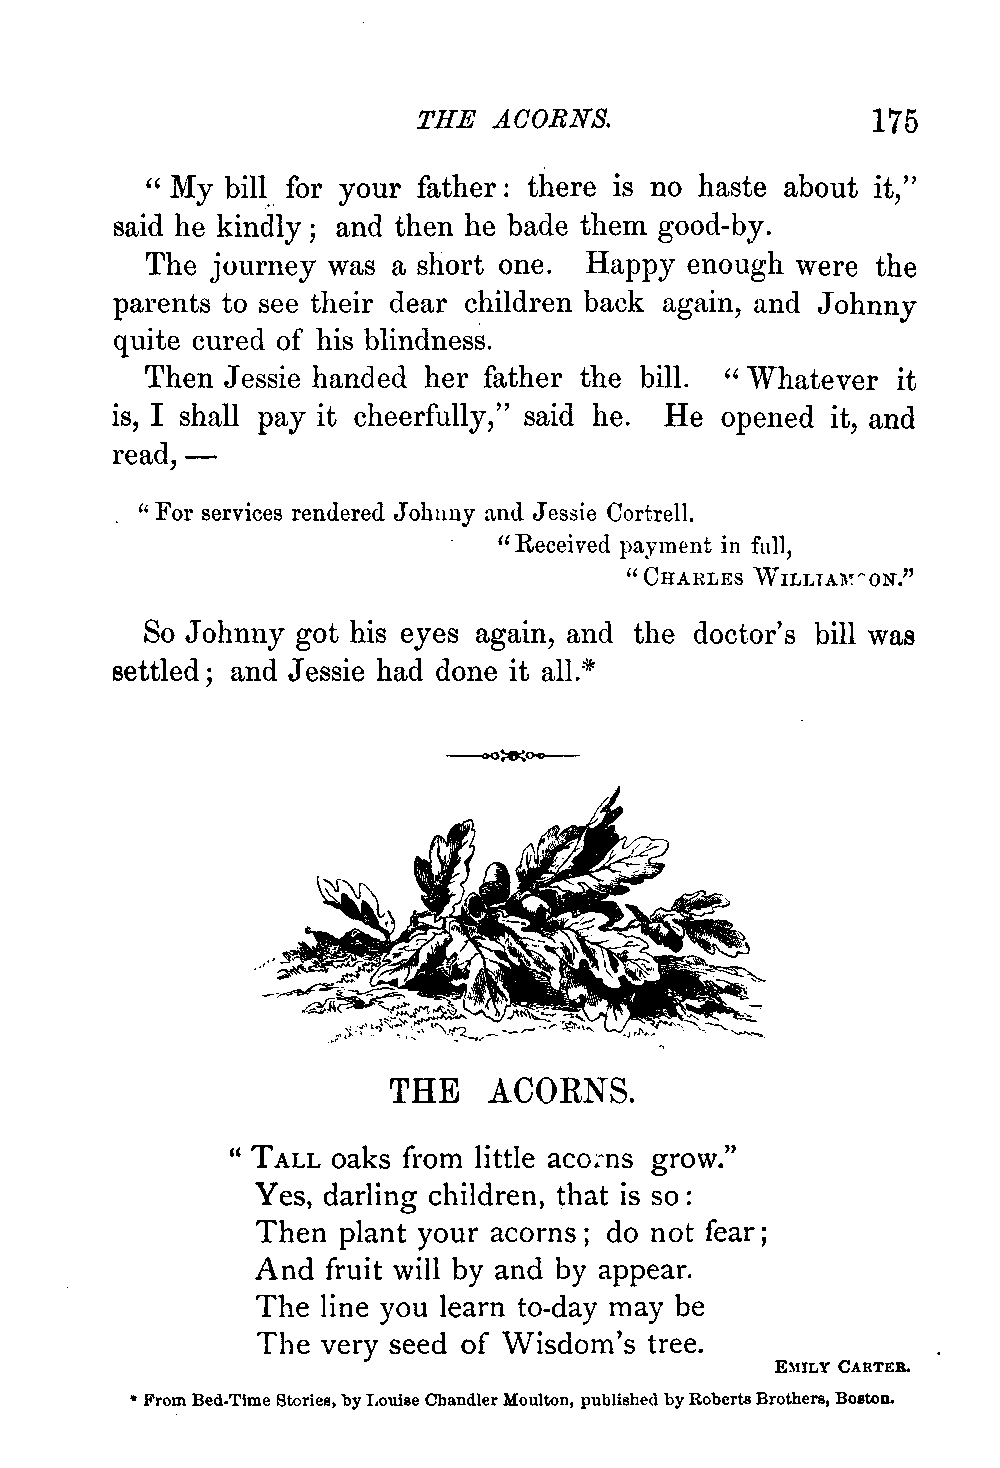 THE ACORNS. 175
“My bill for your father: there is no haste about it,”
said he kindly; and then he bade them good-by.
The journey was a short one. Happy enough were the
parents to see their dear children back again, and Johnny
quite cured of his blindness.
Then Jessie handed her father the bill. “Whatever it
is, I shall pay it cheerfully,” said he. He opened it, and
read, —
“For services rendered Johnny and Jessie Cortrell.
“Received payment in full,
“CHARLES WILLIAMSON.”
So Johnny got his eyes again, and the doctor's bill was
settled; and Jessie had done it all.*
THE ACORNS.
“TALL oaks from little acorns grow.”
Yes, darling children, that is so:
Then plant your acorns; do not fear;
And fruit will by and by appear.
The line you learn to-day may be
The very seed of Wisdom's tree.
EMILY CARTER.
* From Bed-Time Stories, by Louise Chandler Moulton, published by Roberts Brothers, Boston.